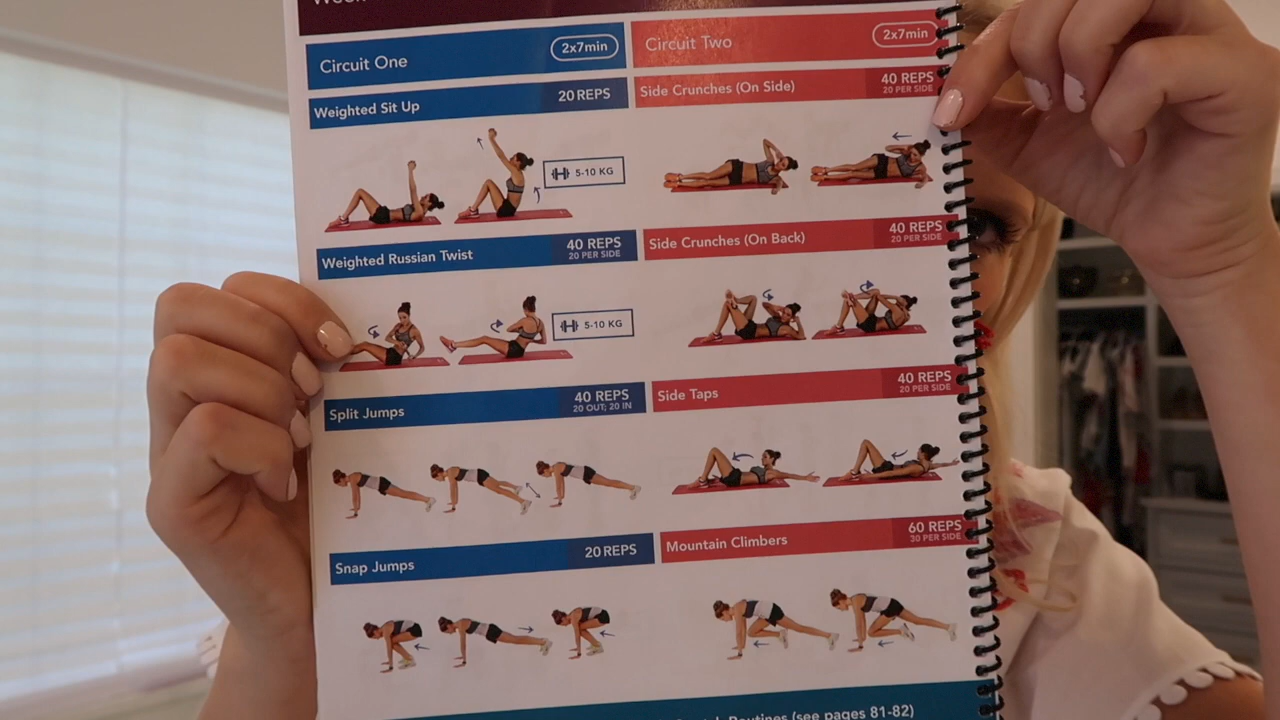 Week
Circuit One
2x7min
Weighted Sit Up
20 REPS
5-10 KG
Weighted Russian Twist
40 REPS
20 PER SIDE
5-10 KG
Split Jumps
40 REPS
20 OUT; 20 IN
Snap Jumps
20 REPS
Circuit Two
2x7min
Side Crunches (On Side)
40 REPS
20 PER SIDE
Side Crunches (On Back)
40 REPS
20 PER SIDE
Side Taps
40 REPS
20 PER SIDE
Mountain Climbers
60 REPS
30 PER SIDE
Routines (see pages 81-82)